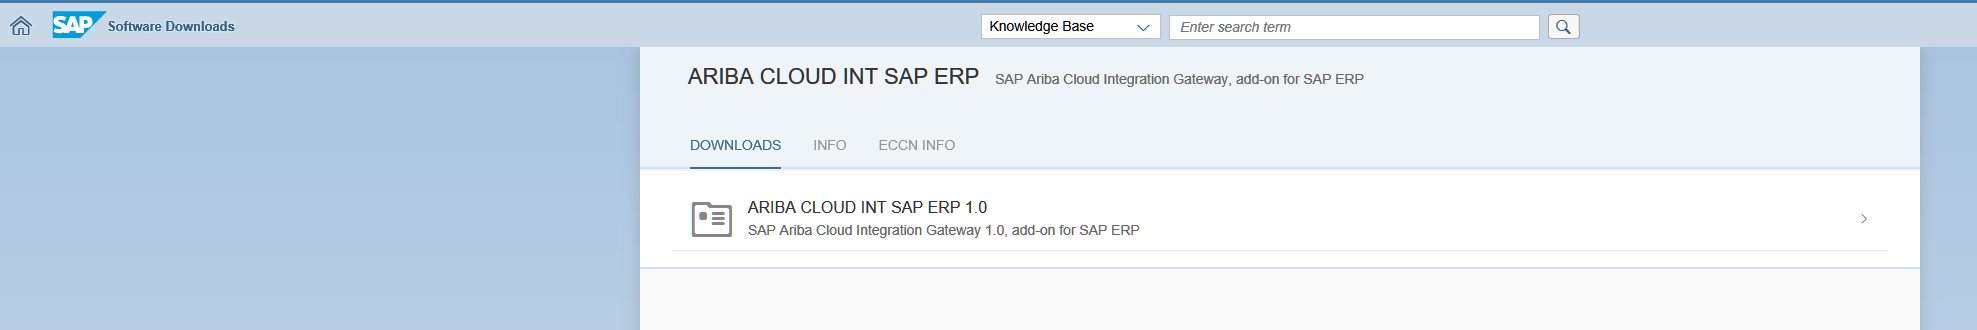 SAP Software Downloads
Knowledge Base
Enter search term
ARIBA CLOUD INT SAP ERP SAP Ariba Cloud Integration Gateway, add-on for SAP ERP
DOWNLOADS INFO ECCN INFO
ARIBA CLOUD INT SAP ERP 1.0
SAP Ariba Cloud Integration Gateway 1.0, add-on for SAP ERP